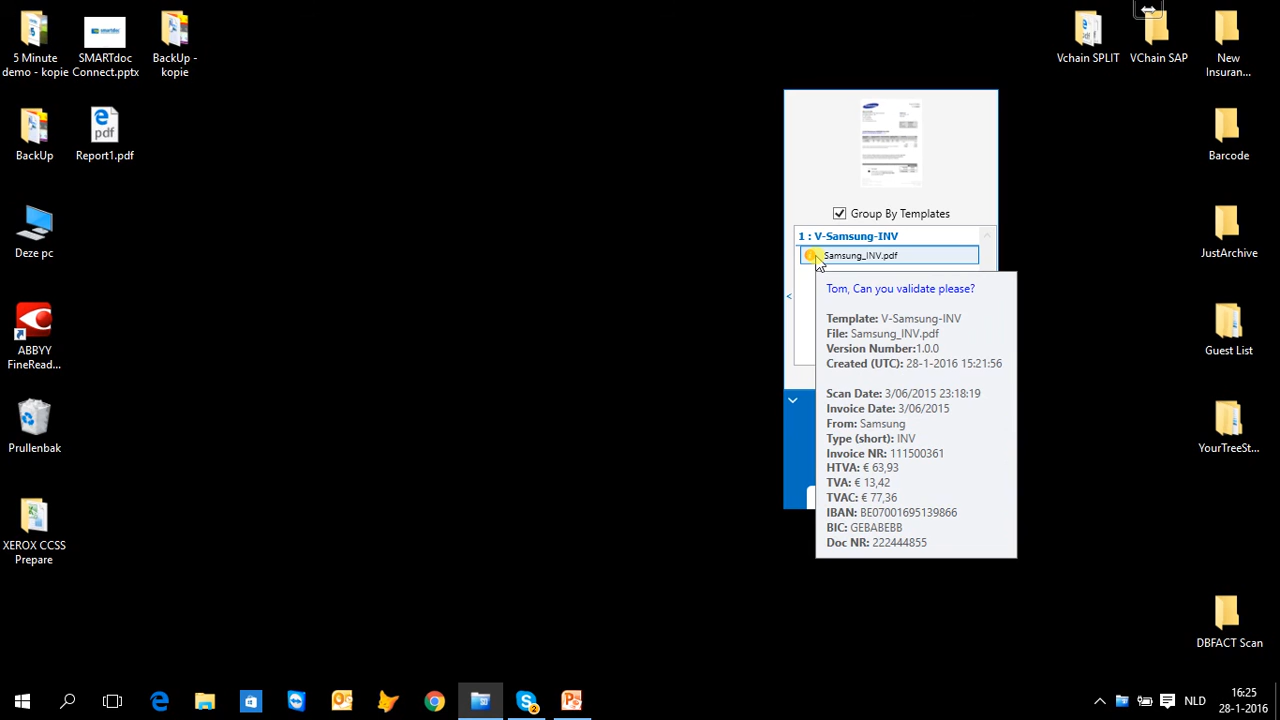 5 Minute
demo - kopie
SMARTdoc
Connect.pptx
BackUp -
kopie
Vchain SPLIT
VChain SAP
New
Insuran...
BackUp
Report1.pdf
Barcode
Deze pc
JustArchive
ABBYY
FineRead...
Guest List
Prullenbak
YourTreeSt...
XEROX CCSS
Prepare
DBFACT Scan
Group By Templates
1 : V-Samsung-INV
Samsung_INV.pdf
<
Tom, Can you validate please?
Template: V-Samsung-INV
File: Samsung_INV.pdf
Version Number:1.0.0
Created (UTC): 28-1-2016 15:21:56
Scan Date: 3/06/2015 23:18:19
Invoice Date: 3/06/2015
From: Samsung
Type (short): INV
Invoice NR: 111500361
HTVA: € 63,93
TVA: € 13,42
TVAC: € 77,36
IBAN: BE07001695139866
BIC: GEBABEBB
Doc NR: 222444855
NLD
16:25
28-1-2016